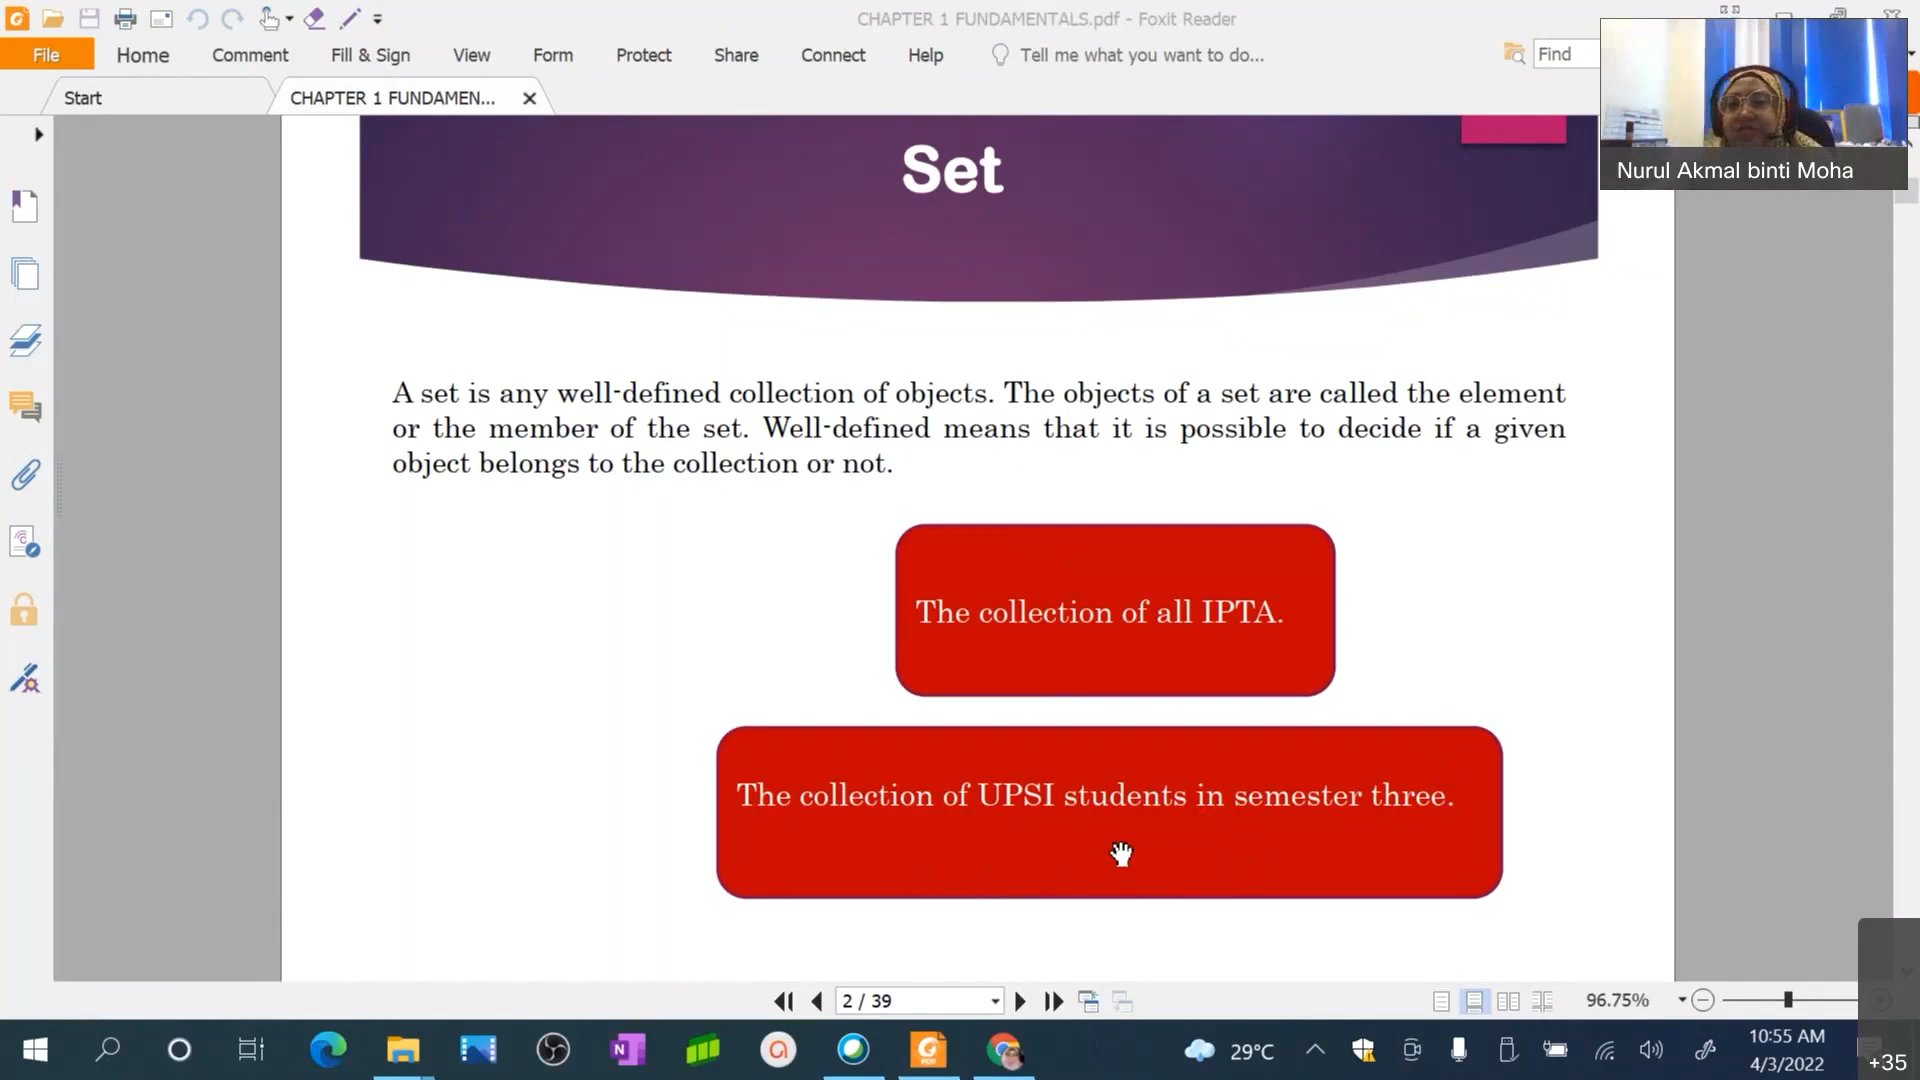 CHAPTER 1 FUNDAMENTALS.pdf - Foxit Reader
File Home Comment Fill & Sign View Form Protect Share Connect Help Tell me what you want to do... Find
Start CHAPTER 1 FUNDAMEN...
Nurul Akmal binti Moha
Set
A set is any well-defined collection of objects. The objects of a set are called the element
or the member of the set. Well-defined means that it is possible to decide if a given
object belongs to the collection or not.
The collection of all IPTA.
The collection of UPSI students in semester three.
2 / 39
96.75%
29°C
10:55 AM
4/3/2022
+35